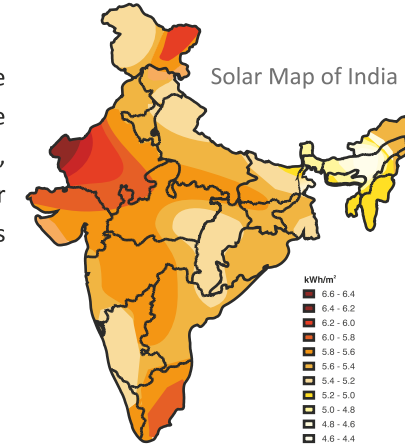 e
Solar Map of India
e
,
r
s
kWh/m²
6.6 - 6.4
6.4 - 6.2
6.2 - 6.0
6.0 - 5.8
5.8 - 5.6
5.6 - 5.4
5.4 - 5.2
5.2 - 5.0
5.0 - 4.8
4.8 - 4.6
4.6 - 4.4